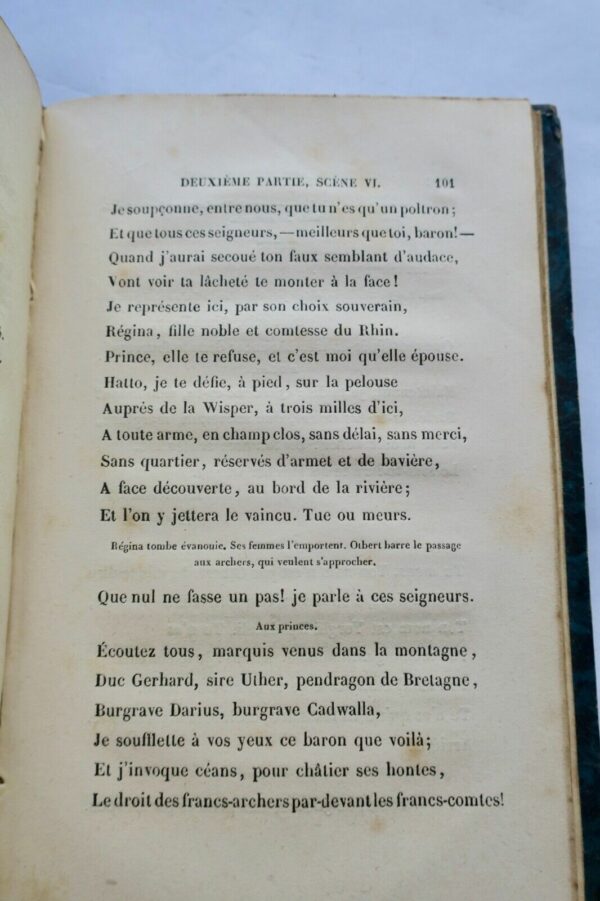 DEUXIÈME PARTIE, SCÈNE VI. 101
Je soupçonne, entre nous, que tu n'es qu'un poltron;
Et que tous ces seigneurs, —meilleurs que toi, baron!—
Quand j'aurai secoué ton faux semblant d'audace,
Vont voir ta lâcheté te monter à la face!
Je représente ici, par son choix souverain,
Régina, fille noble et comtesse du Rhin.
Prince, elle te refuse, et c'est moi qu'elle épouse.
Hatto, je te défie, à pied, sur la pelouse
Auprés de la Wisper, à trois milles d'ici,
A toute arme, en champ clos, sans délai, sans merci,
Sans quartier, réservés d'armet et de bavière,
A face découverte, au bord de la rivière;
Et l'on y jettera le vaincu. Tue ou meurs.
Régina tombe évanouie. Ses femmes l'emportent. Otbert barre le passage
aux archers, qui veulent s'approcher.
Que nul ne fasse un pas! je parle à ces seigneurs.
Aux princes.
Écoutez tous, marquis venus dans la montagne,
Duc Gerhard, sire Uther, pendragon de Bretagne,
Burgrave Darius, burgrave Cadwalla,
Je soufflette à vos yeux ce baron que voilà;
Et j'invoque céans, pour châtier ses hontes,
Le droit des francs-archers par-devant les francs-comtes!